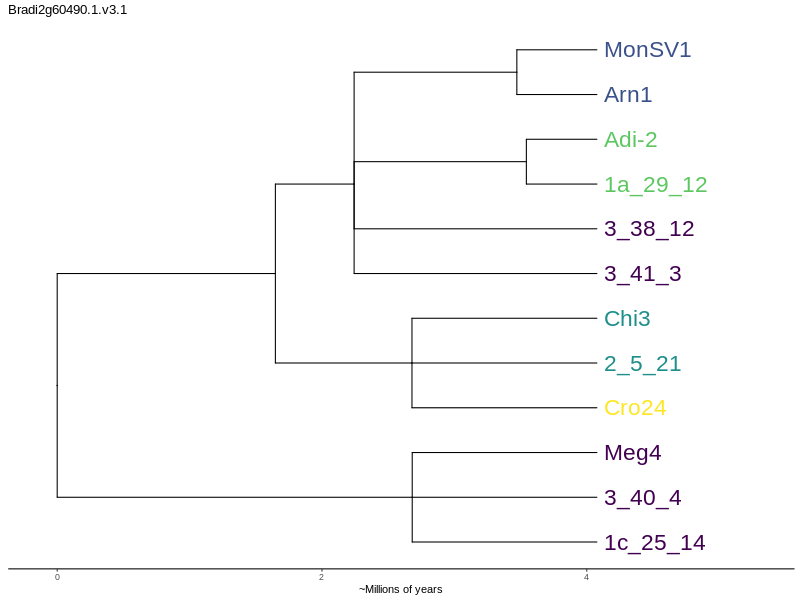 Bradi2g60490.1.v3.1
MonSV1
Arn1
Adi-2
1a_29_12
3_38_12
3_41_3
Chi3
2_5_21
Cro24
Meg4
3_40_4
1c_25_14
0 2 4
~Millions of years